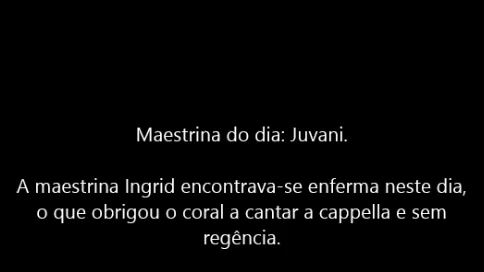 Maestrina do dia: Juvani.
A maestrina Ingrid encontrava-se enferma neste dia,
o que obrigou o coral a cantar a cappella e sem
regência.